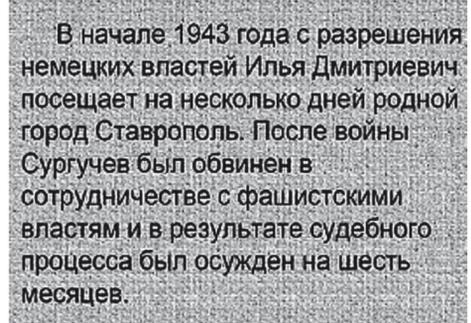 В начале 1943 года с разрешения
немецких властей Илья Дмитриевич
посещает на несколько дней родной
город Ставрополь. После войны
Сургучев был обвинен в
сотрудничестве с фашистскими
властям и в результате судебного
процесса был осужден на шесть
месяцев.